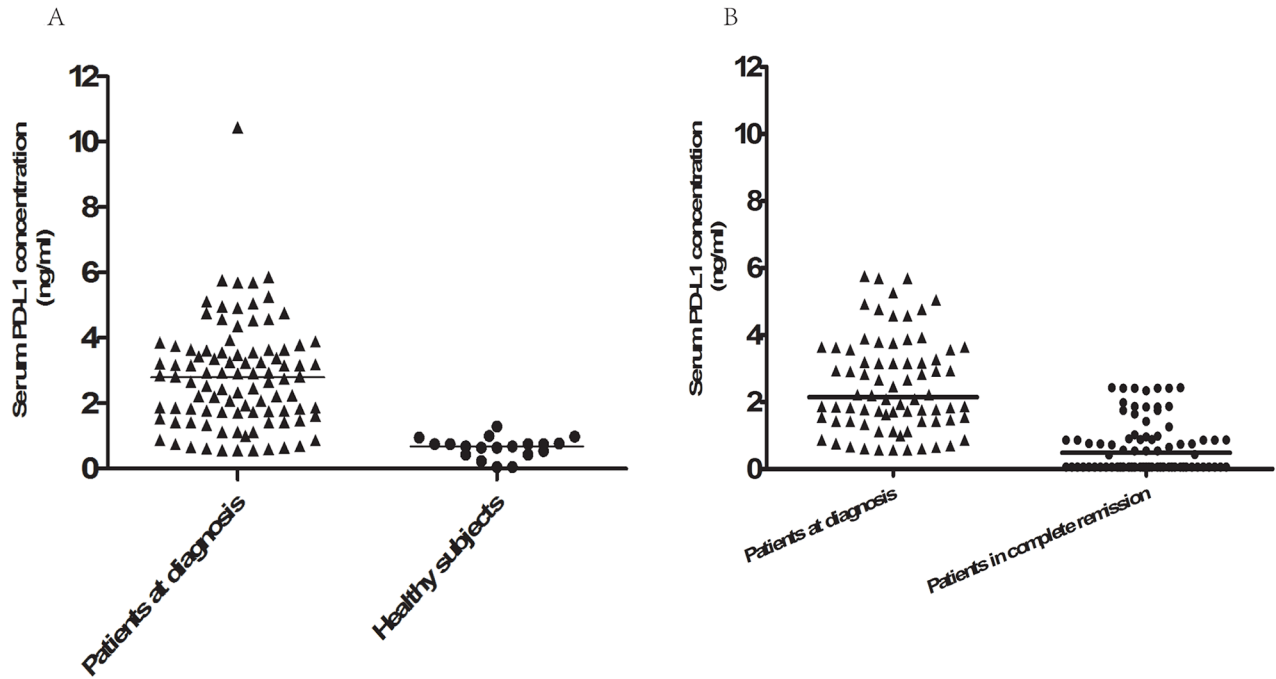 A
Serum PD-L1 concentration
(ng/ml)
12
10
8
6
4
2
0
Patients at diagnosis
Healthy subjects
B
Serum PD-L1 concentration
(ng/ml)
12
10
8
6
4
2
0
Patients at diagnosis
Patients in complete remission